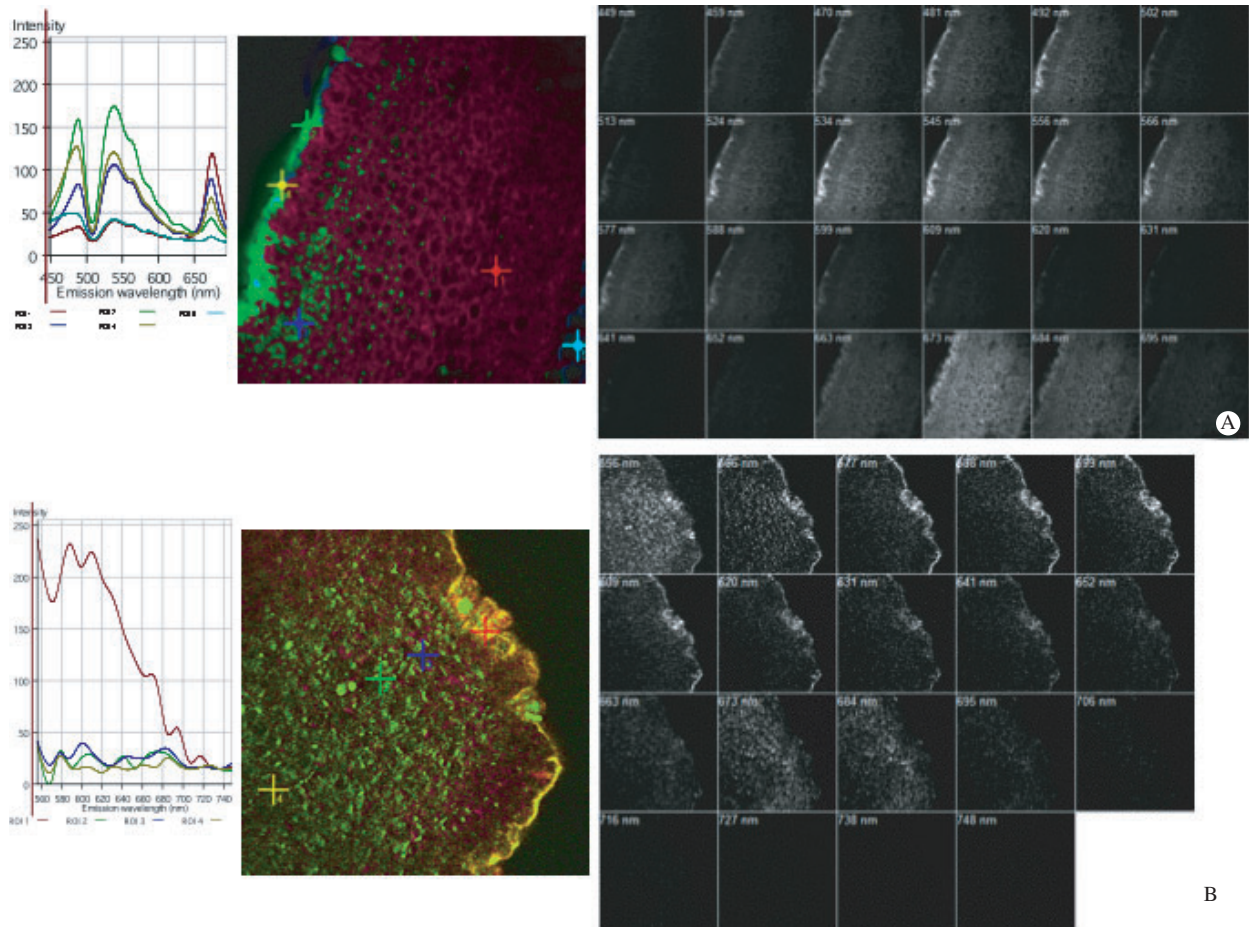 Intensity
250
200
150
100
50
0
450 500 550 600 650
Emission wavelength (nm)
449 nm 459 nm 470 nm 481 nm 492 nm 502 nm
513 nm 524 nm 534 nm 545 nm 556 nm 566 nm
577 nm 588 nm 599 nm 609 nm 620 nm 631 nm
641 nm 652 nm 663 nm 673 nm 684 nm 695 nm
A
Intensity
250
200
150
100
50
0
560 580 600 620 640 660 680 700 720 740
Emission wavelength (nm)
ROI 1 ROI 2 ROI 3 ROI 4
609 nm 620 nm 631 nm 641 nm 652 nm
663 nm 673 nm 684 nm 695 nm 706 nm
716 nm 727 nm 738 nm 748 nm
B